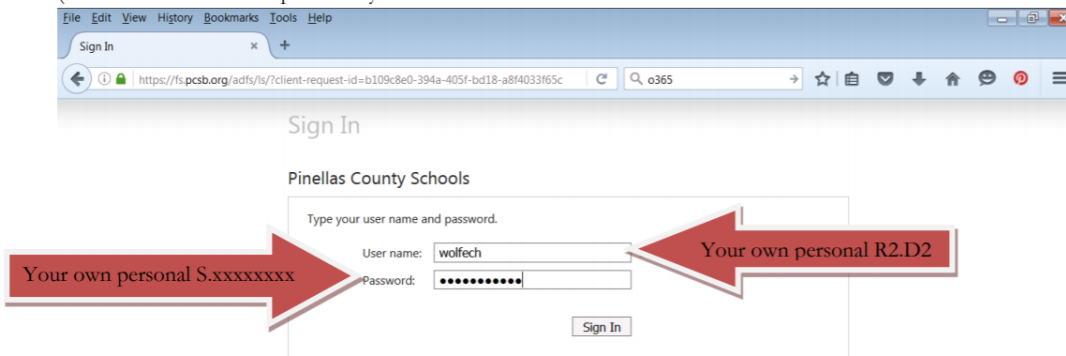 File Edit View History Bookmarks Tools Help
Sign In × +
https://fs.pcsb.org/adfs/ls/?client-request-id=b109c8e0-394a-405f-bd18-a8f4033f65c
o365
Sign In
Pinellas County Schools
Type your user name and password.
User name: wolfech
Your own personal R2.D2
Your own personal S.xxxxxxxx
Password: ●●●●●●●●●●●
Sign In